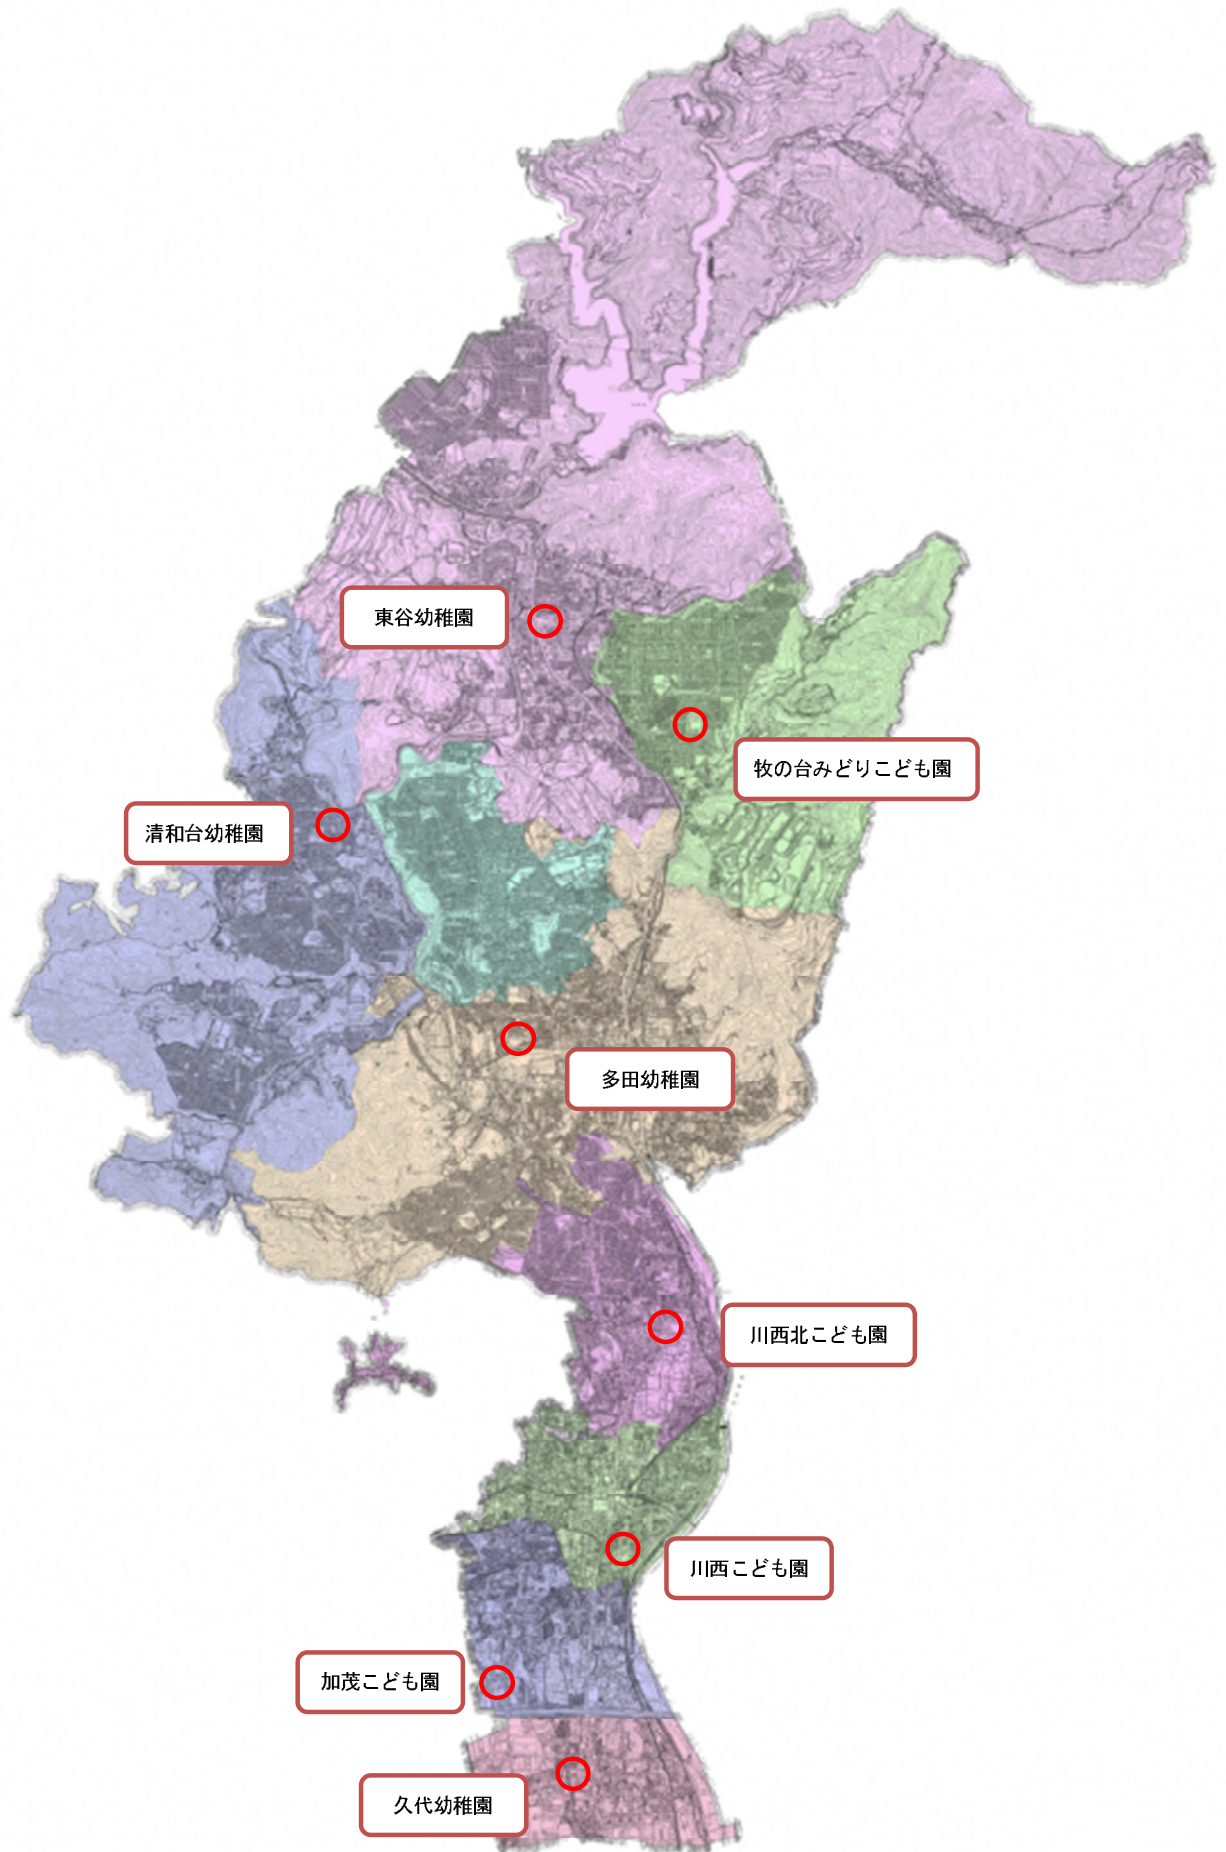 東谷幼稚園
牧の台みどりこども園
清和台幼稚園
多田幼稚園
川西北こども園
川西こども園
加茂こども園
久代幼稚園